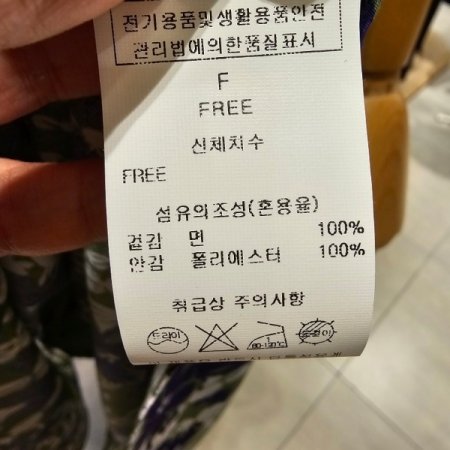 전기용품및생활용품안전
관리법에의한품질표시
F
FREE
신체치수
FREE
섬유의조성(혼용율)
겉감 면 100%
안감 폴리에스터 100%
취급상 주의사항
드라이